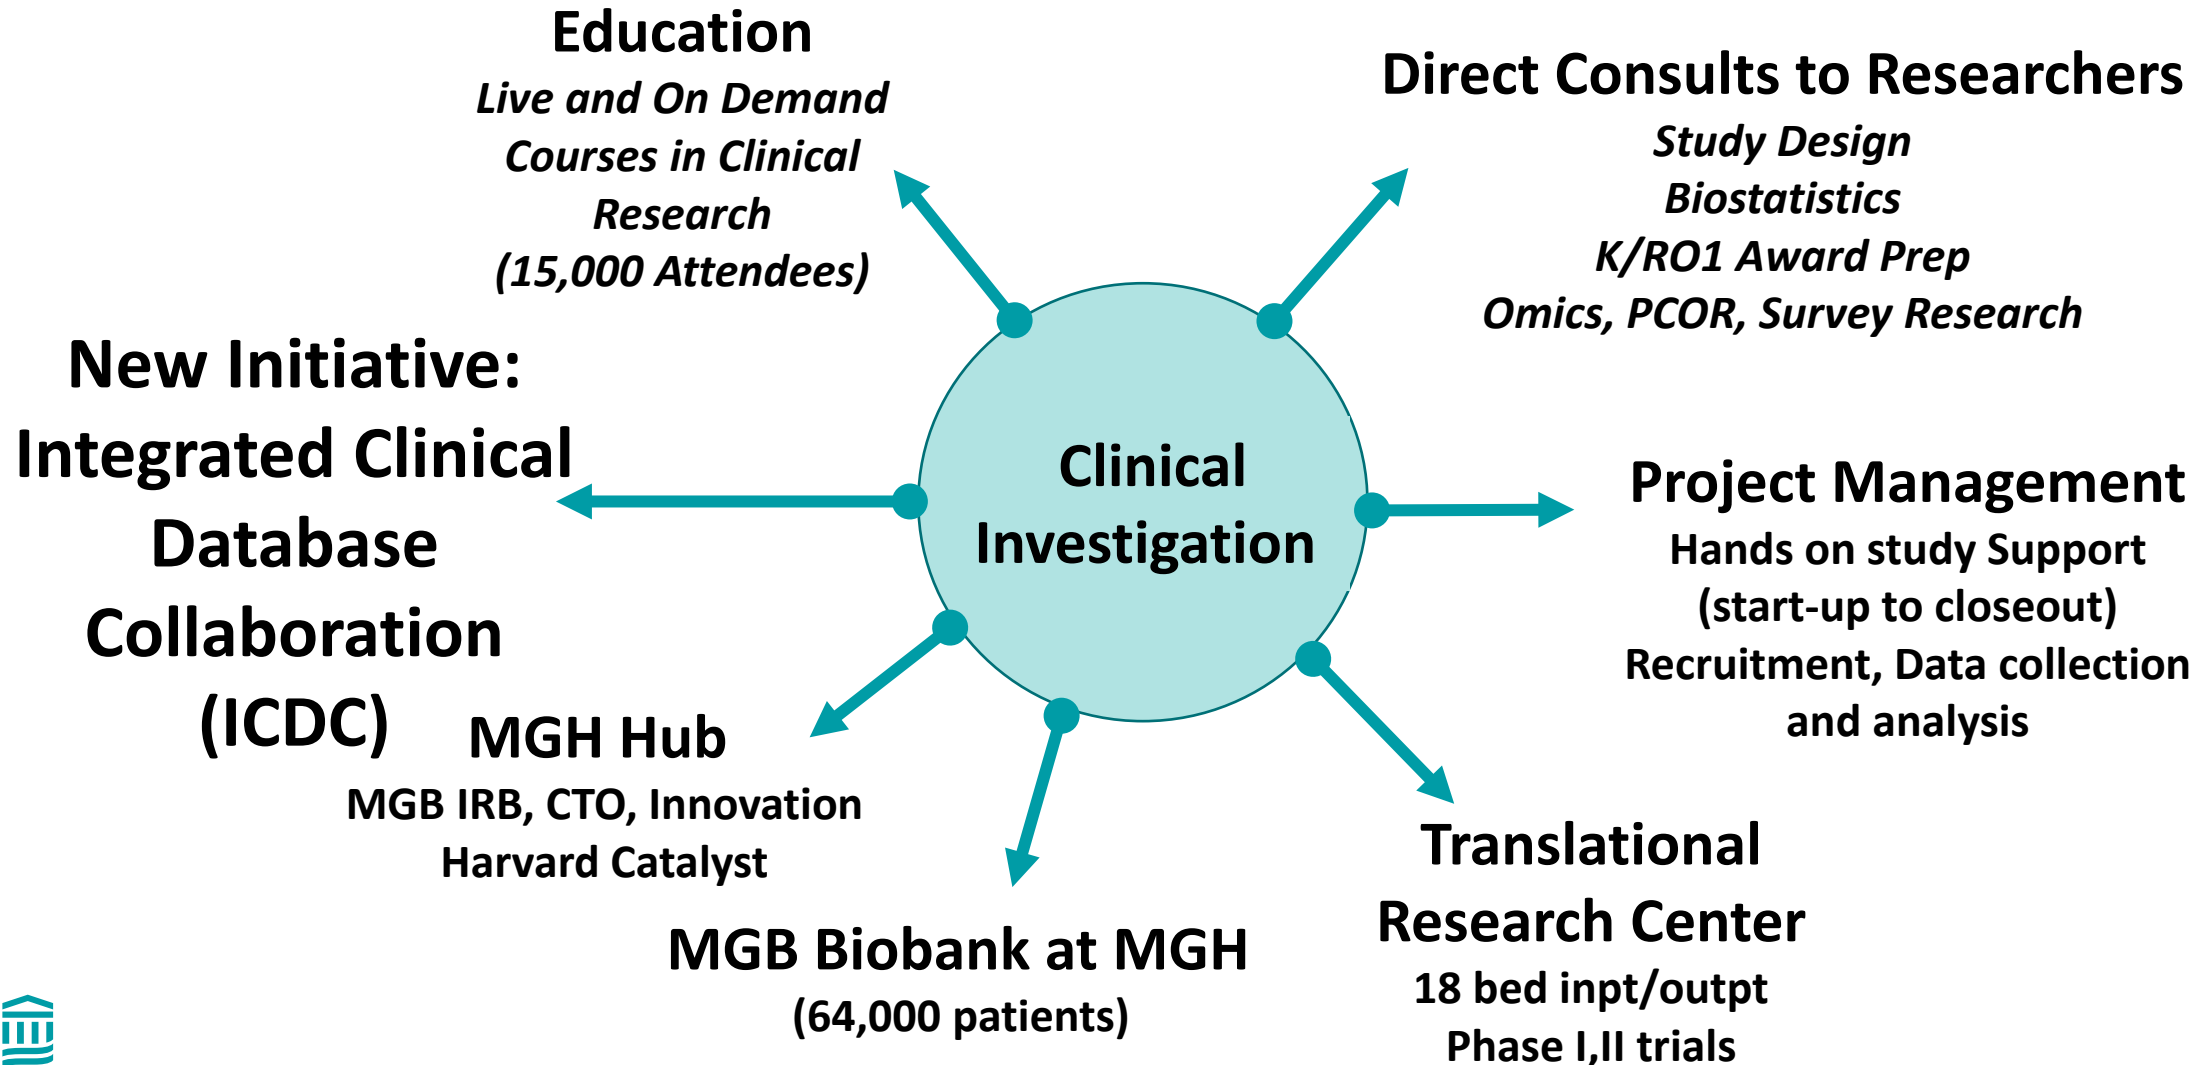 Education
Live and On Demand
Courses in Clinical
Research
(15,000 Attendees)
Direct Consults to Researchers
Study Design
Biostatistics
K/RO1 Award Prep
Omics, PCOR, Survey Research
New Initiative:
Integrated Clinical
Database
Collaboration
(ICDC)
Clinical
Investigation
Project Management
Hands on study Support
(start-up to closeout)
Recruitment, Data collection
and analysis
MGH Hub
MGB IRB, CTO, Innovation
Harvard Catalyst
MGB Biobank at MGH
(64,000 patients)
Translational
Research Center
18 bed inpt/outpt
Phase I,II trials